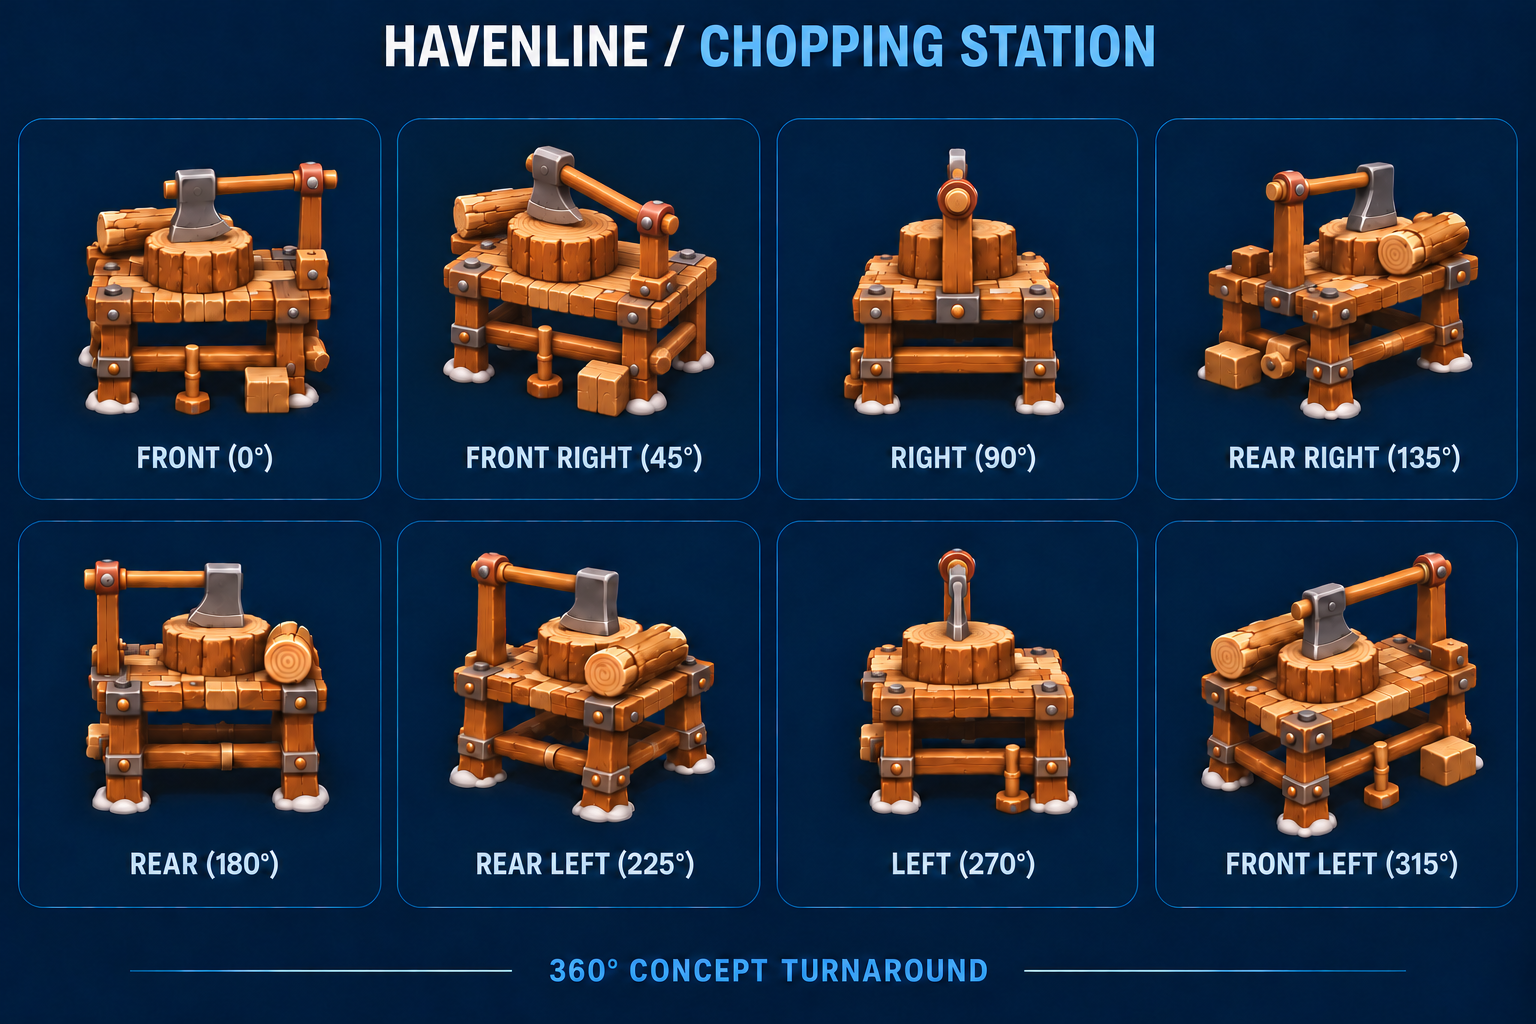 HAVENLINE / CHOPPING STATION
FRONT (0°)
FRONT RIGHT (45°)
RIGHT (90°)
REAR RIGHT (135°)
REAR (180°)
REAR LEFT (225°)
LEFT (270°)
FRONT LEFT (315°)
360° CONCEPT TURNAROUND